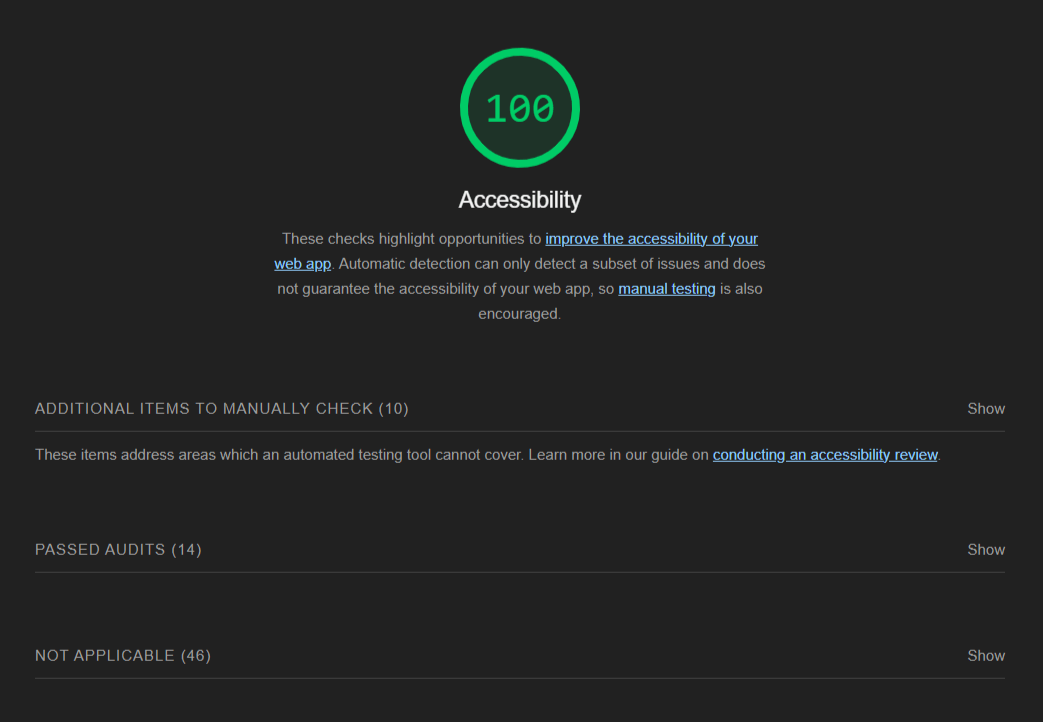 100
Accessibility
These checks highlight opportunities to improve the accessibility of your
web app. Automatic detection can only detect a subset of issues and does
not guarantee the accessibility of your web app, so manual testing is also
encouraged.
ADDITIONAL ITEMS TO MANUALLY CHECK (10) Show
These items address areas which an automated testing tool cannot cover. Learn more in our guide on conducting an accessibility review.
PASSED AUDITS (14) Show
NOT APPLICABLE (46) Show